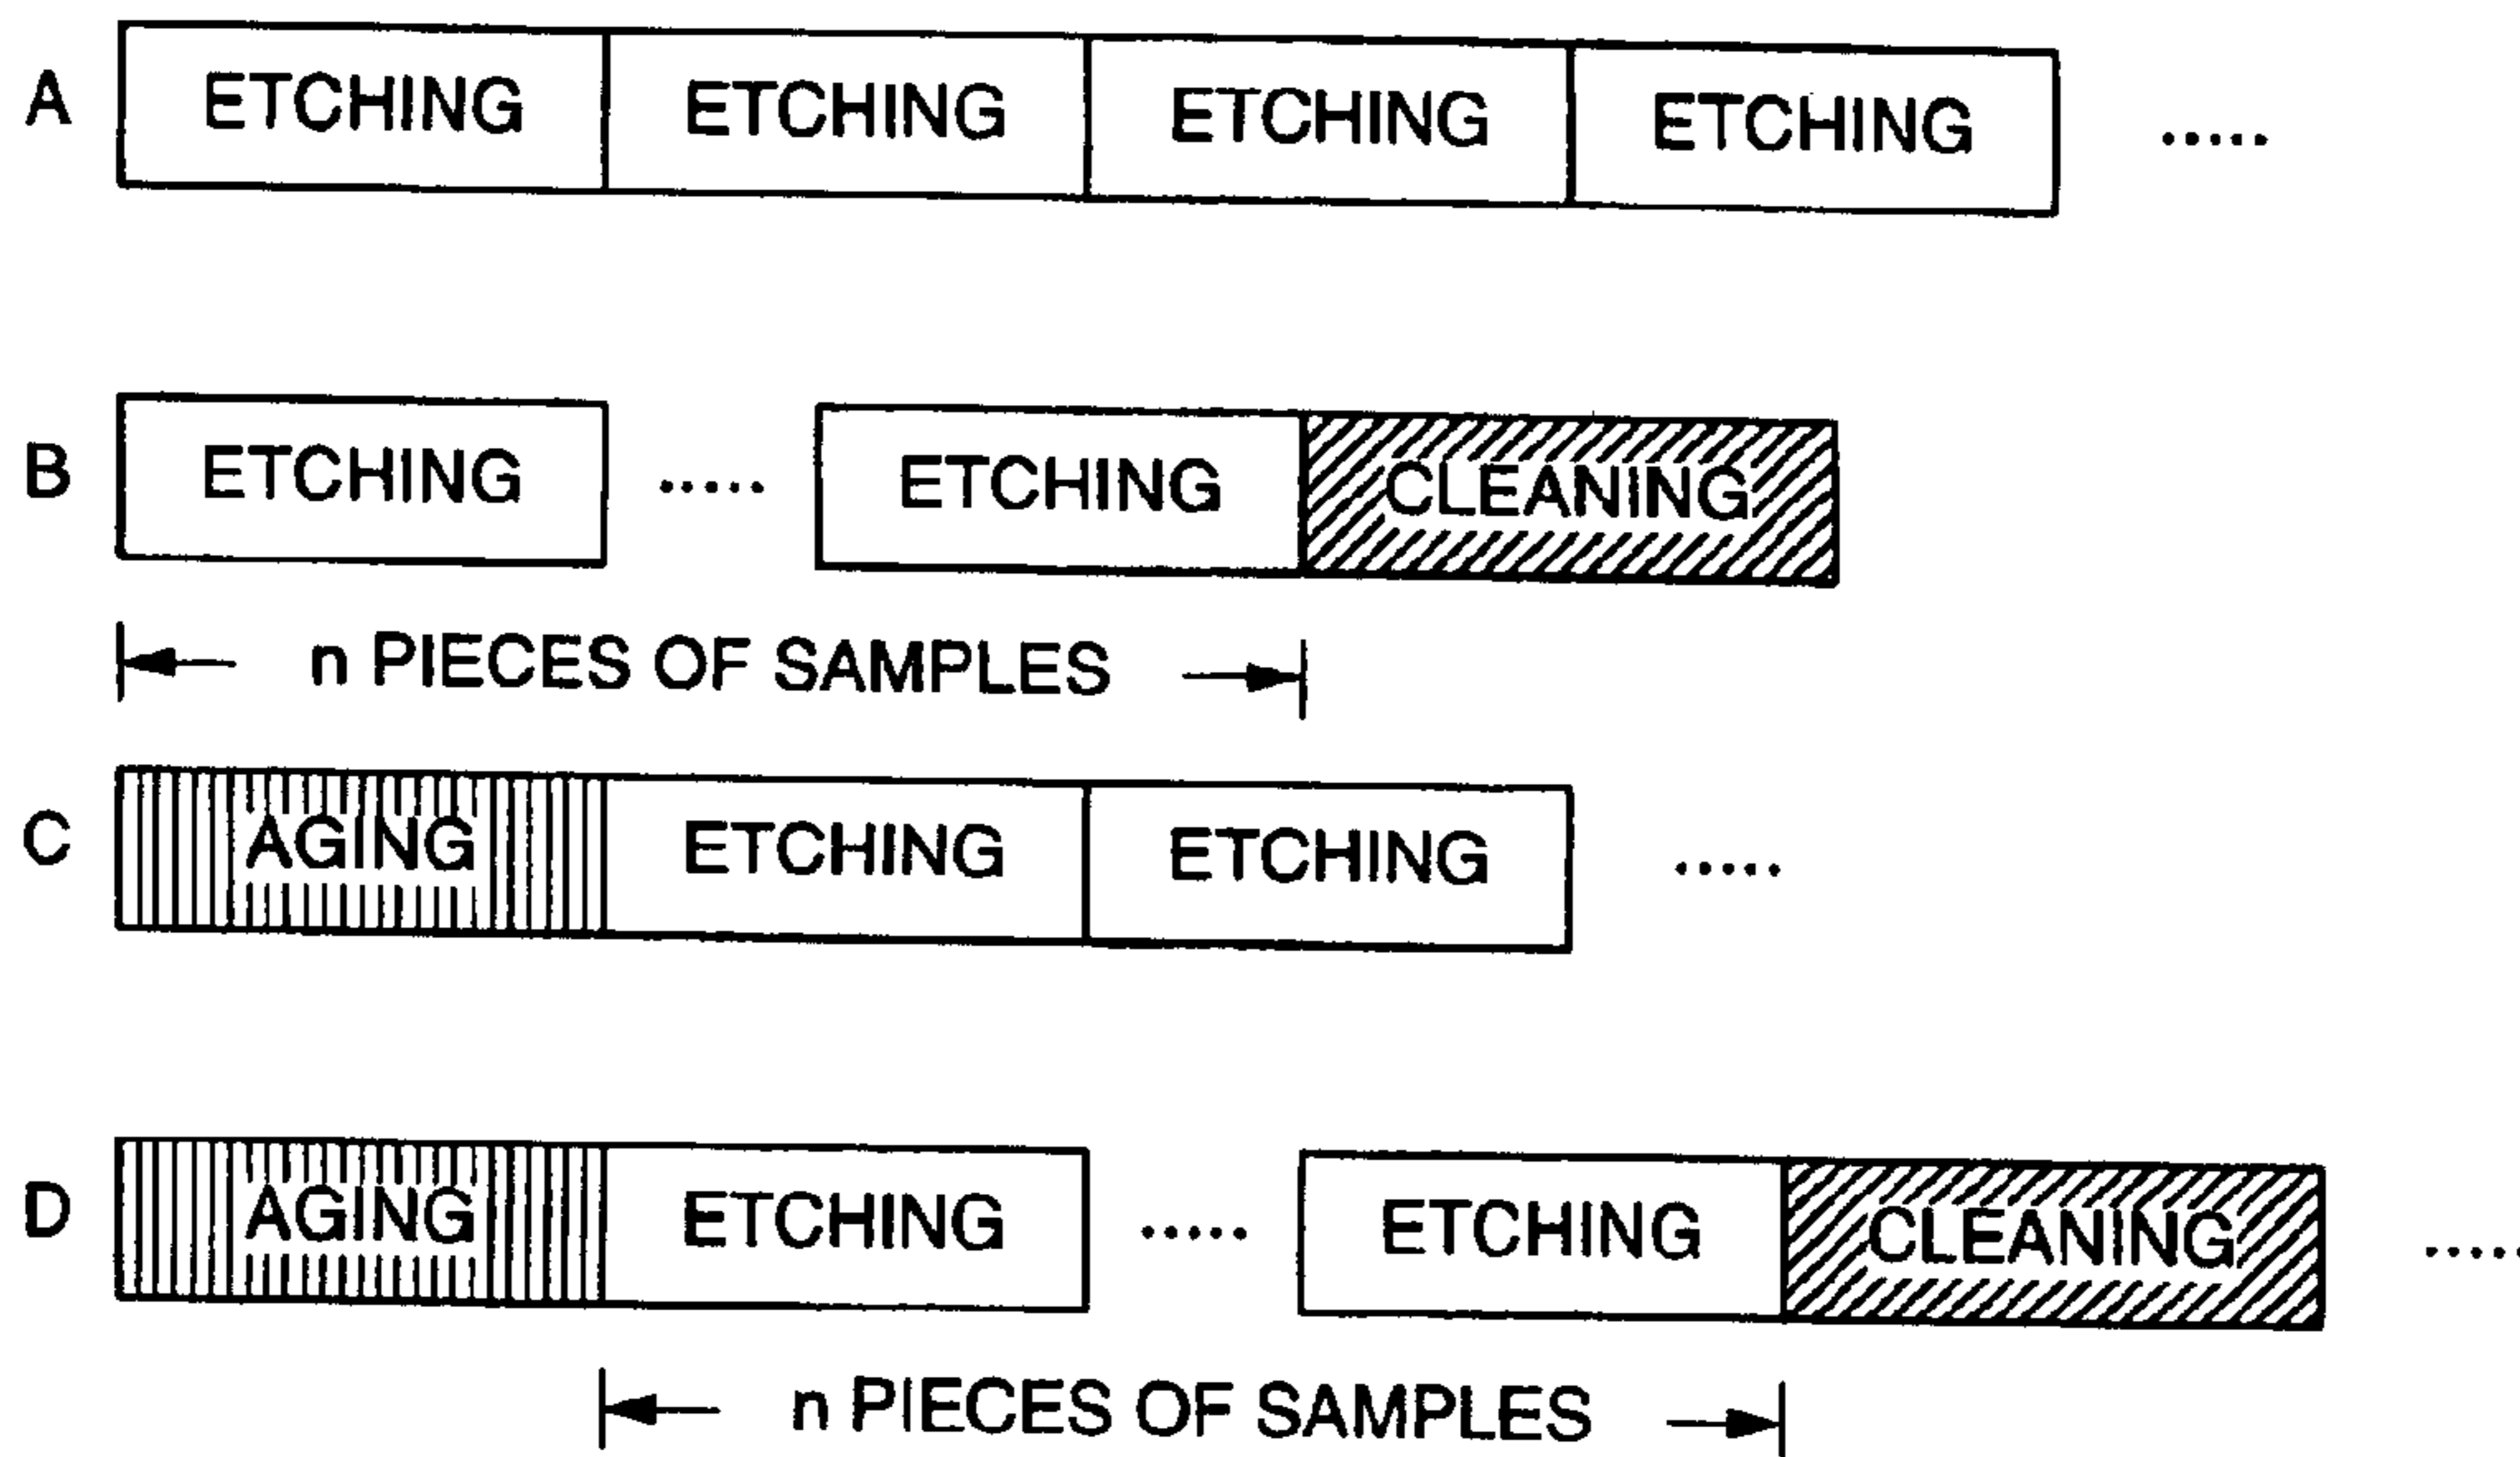 A ETCHING ETCHING ETCHING ETCHING .....
B ETCHING ..... ETCHING CLEANING
n PIECES OF SAMPLES
C AGING ETCHING ETCHING .....
D AGING ETCHING ..... ETCHING CLEANING .....
n PIECES OF SAMPLES